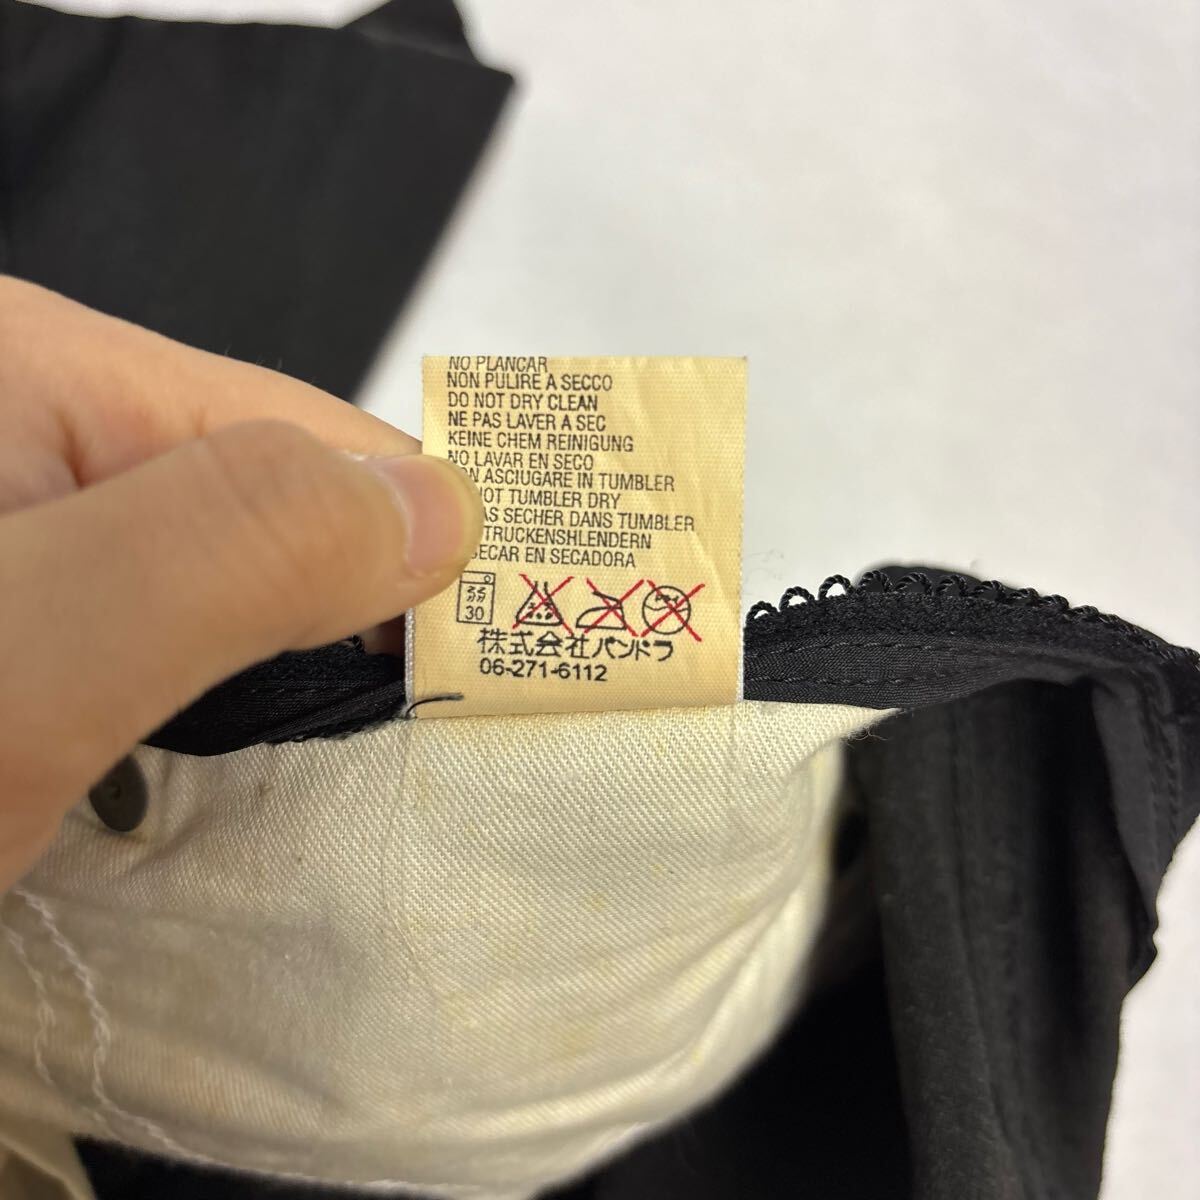 NO PLANCAR
NON PULIRE A SECCO
DO NOT DRY CLEAN
NE PAS LAVER A SEC
KEINE CHEM REINIGUNG
NO LAVAR EN SECO
ASCIUGARE IN TUMBLER
NOT TUMBLER DRY
SECHER DANS TUMBLER
TRUCKENSHLENDERN
SECAR EN SECADORA
30
株式会社パンドラ
06-271-6112